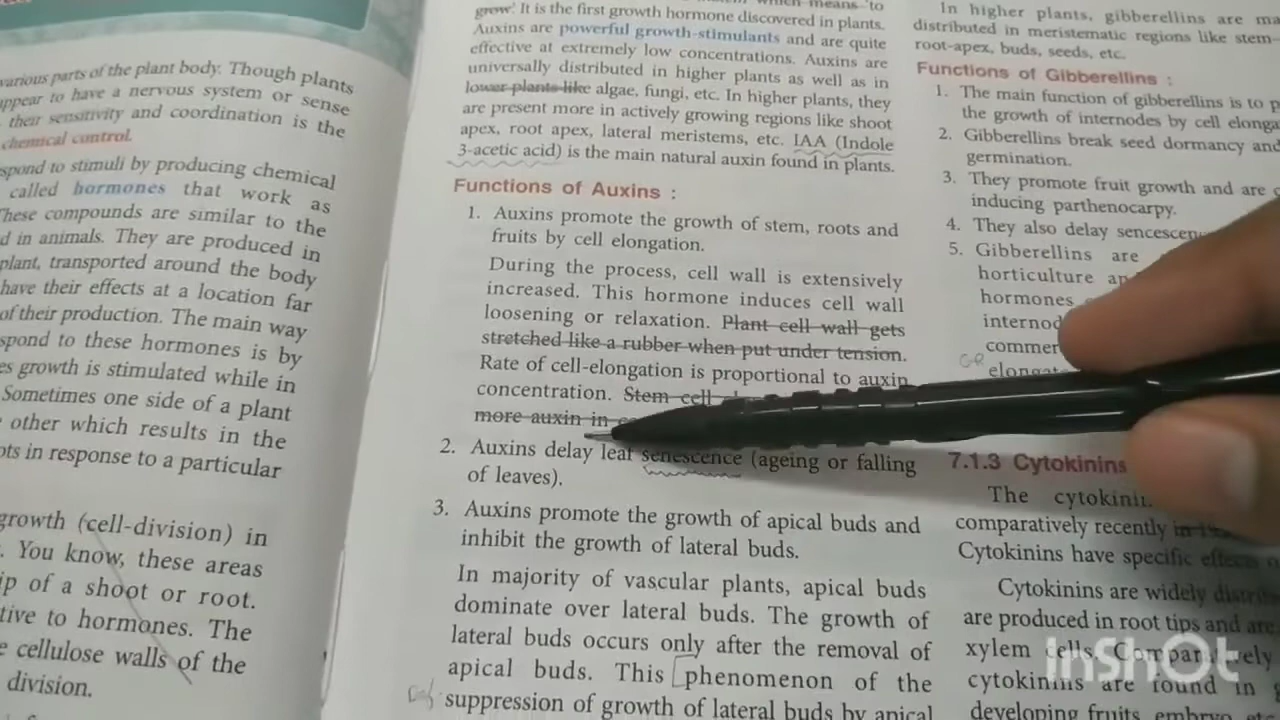 various parts of the plant body. Though plants
appear to have a nervous system or sense
their sensitivity and coordination is the
chemical control.
spond to stimuli by producing chemical
called hormones that work as
These compounds are similar to the
d in animals. They are produced in
plant, transported around the body
have their effects at a location far
of their production. The main way
spond to these hormones is by
es growth is stimulated while in
Sometimes one side of a plant
other which results in the
ots in response to a particular
growth (cell-division) in
. You know, these areas
ip of a shoot or root.
tive to hormones. The
e cellulose walls of the
division.
which means 'to
grow.' It is the first growth hormone discovered in plants.
Auxins are powerful growth-stimulants and are quite
effective at extremely low concentrations. Auxins are
universally distributed in higher plants as well as in
lower plants like algae, fungi, etc. In higher plants, they
are present more in actively growing regions like shoot
apex, root apex, lateral meristems, etc. IAA (Indole
3-acetic acid) is the main natural auxin found in plants.
Functions of Auxins :
1. Auxins promote the growth of stem, roots and
fruits by cell elongation.
During the process, cell wall is extensively
increased. This hormone induces cell wall
loosening or relaxation. Plant cell wall gets
stretched like a rubber when put under tension.
Rate of cell-elongation is proportional to auxin
concentration. Stem cell
more auxin in
2. Auxins delay leaf senescence (ageing or falling
of leaves).
3. Auxins promote the growth of apical buds and
inhibit the growth of lateral buds.
In majority of vascular plants, apical buds
dominate over lateral buds. The growth of
lateral buds occurs only after the removal of
apical buds. This phenomenon of the
suppression of growth of lateral buds by apical
In higher plants, gibberellins are ma
distributed in meristematic regions like stem-
root-apex, buds, seeds, etc.
Functions of Gibberellins :
1. The main function of gibberellins is to p
the growth of internodes by cell elonga
2. Gibberellins break seed dormancy and
germination.
3. They promote fruit growth and are
inducing parthenocarpy.
4. They also delay sencescen
5. Gibberellins are
horticulture
hormones
internod
commer
elongat
7.1.3 Cytokinins
The cytokini
comparatively recently in
Cytokinins have specific effects
Cytokinins are widely distri
are produced in root tips and are
xylem cells. Comparatively
cytokinins are found in
developing fruits, embryo, etc.
InShOt